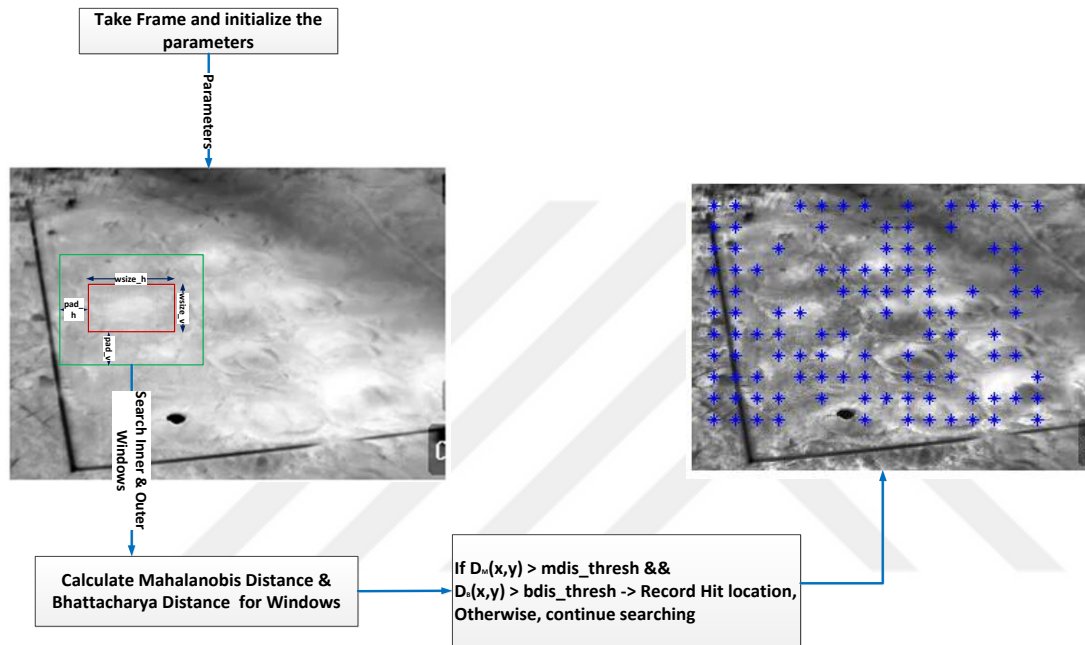 Take Frame and initialize the
parameters
Parameters
wsize_h
wsize_v
pad_
h
pad_v
Search Inner & Outer
Windows
Calculate Mahalanobis Distance &
Bhattacharya Distance for Windows
If Dₘ(x,y) > mdis_thresh &&
D_B(x,y) > bdis_thresh -> Record Hit location,
Otherwise, continue searching